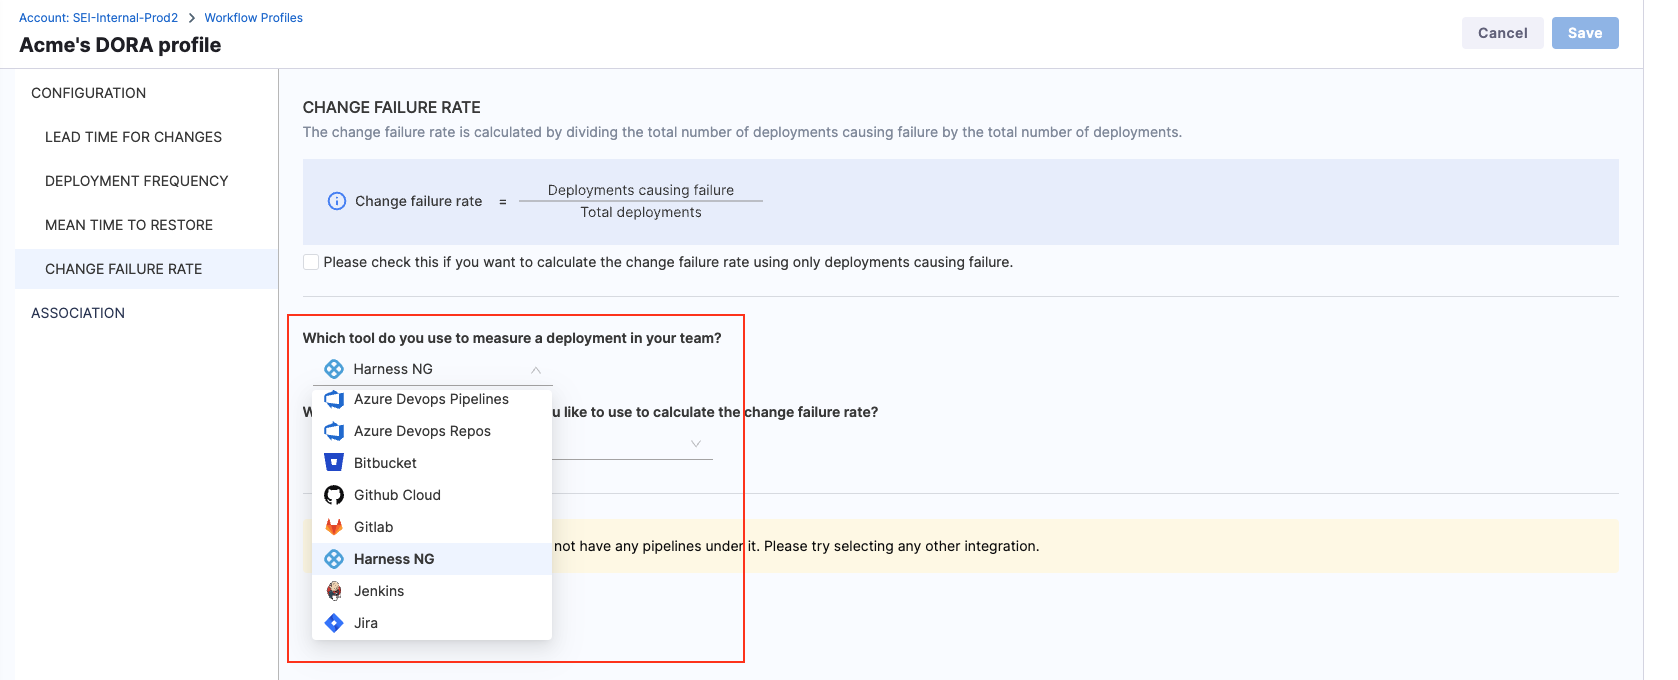 Account: SEI-Internal-Prod2 > Workflow Profiles
Acme's DORA profile
Cancel
Save
CONFIGURATION
LEAD TIME FOR CHANGES
DEPLOYMENT FREQUENCY
MEAN TIME TO RESTORE
CHANGE FAILURE RATE
ASSOCIATION
CHANGE FAILURE RATE
The change failure rate is calculated by dividing the total number of deployments causing failure by the total number of deployments.
Change failure rate =
Deployments causing failure
Total deployments
Please check this if you want to calculate the change failure rate using only deployments causing failure.
Which tool do you use to measure a deployment in your team?
Harness NG
like to use to calculate the change failure rate?
Azure Devops Pipelines
Azure Devops Repos
Bitbucket
Github Cloud
Gitlab
Harness NG
Jenkins
Jira
not have any pipelines under it. Please try selecting any other integration.